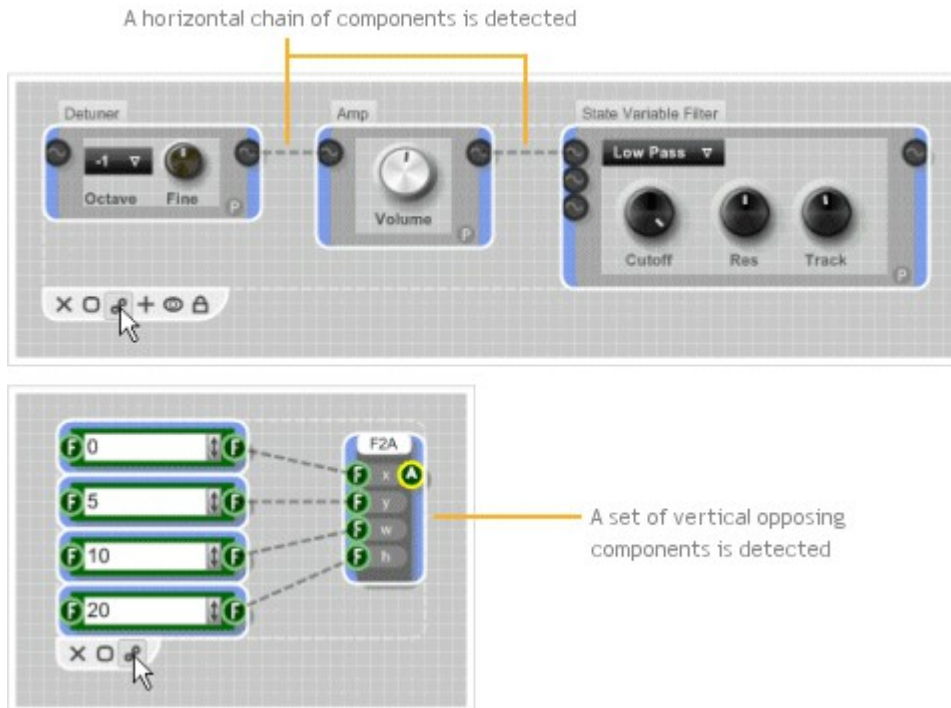 A horizontal chain of components is detected
Detuner
Amp
State Variable Filter
-1
Low Pass
Octave Fine
Volume
Cutoff Res Track
P
P
P
F 0 F
F2A
F x A
F 5 F
F y
F 10 F
F w
F h
F 20 F
A set of vertical opposing
components is detected